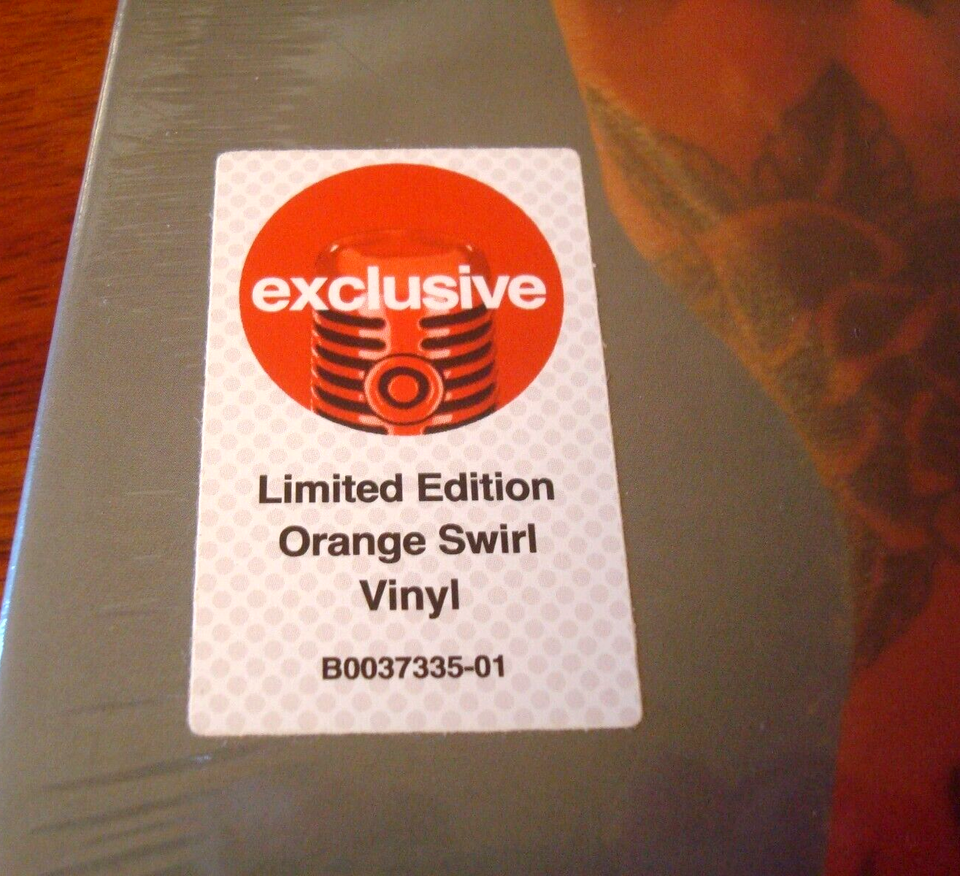 exclusive
Limited Edition
Orange Swirl
Vinyl
B0037335-01